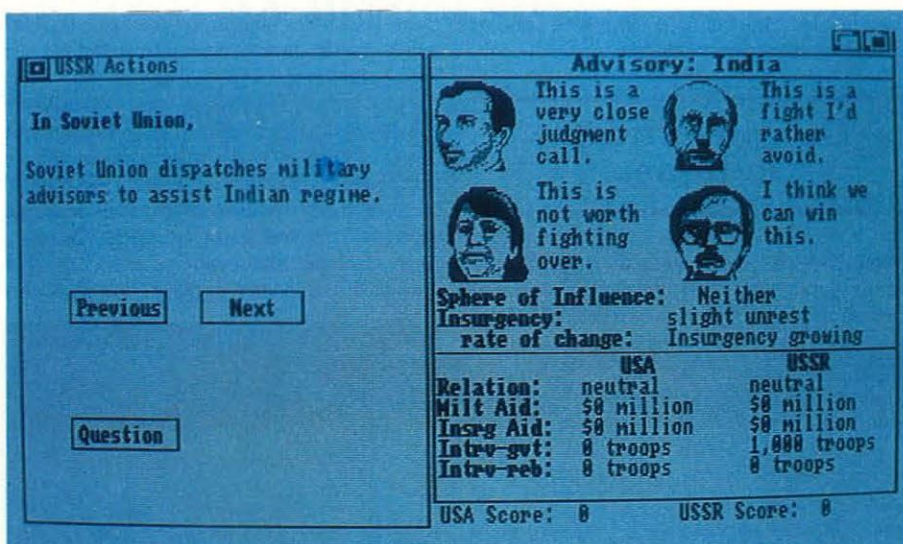 USSR Actions
In Soviet Union,
Soviet Union dispatches military
advisors to assist Indian regime.
Previous Next
Question
Advisory: India
This is a
very close
judgment
call.
This is a
fight I'd
rather
avoid.
This is
not worth
fighting
over.
I think we
can win
this.
Sphere of Influence: Neither
Insurgency: slight unrest
rate of change: Insurgency growing
USA USSR
Relation: neutral neutral
Milt Aid: $0 million $0 million
Insrg Aid: $0 million $0 million
Intrv-gvt: 0 troops 1,000 troops
Intrv-reb: 0 troops 0 troops
USA Score: 0 USSR Score: 0